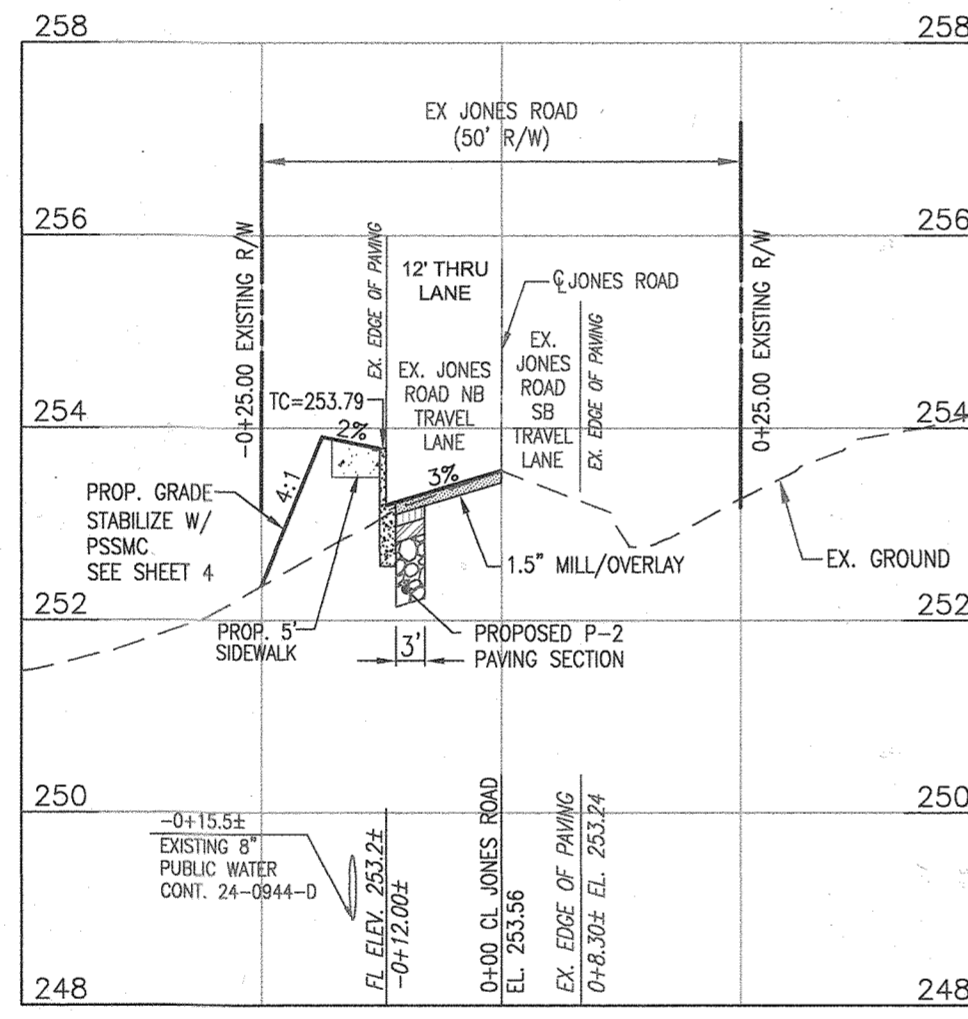 258
258
EX JONES ROAD
(50' R/W)
256
256
-0+25.00 EXISTING R/W
EX. EDGE OF PAVING
12' THRU
LANE
℄ JONES ROAD
EX. JONES
ROAD NB
TRAVEL
LANE
EX.
JONES
ROAD
SB
TRAVEL
LANE
EX. EDGE OF PAVING
0+25.00 EXISTING R/W
254
254
TC=253.79
2%
4:1
3%
PROP. GRADE
STABILIZE W/
PSSMC
SEE SHEET 4
1.5" MILL/OVERLAY
EX. GROUND
252
252
PROP. 5'
SIDEWALK
3'
PROPOSED P-2
PAVING SECTION
250
250
-0+15.5±
EXISTING 8"
PUBLIC WATER
CONT. 24-0944-D
FL ELEV. 253.2±
-0+12.00±
0+00 CL JONES ROAD
EL. 253.56
EX. EDGE OF PAVING
0+8.30± EL. 253.24
248
248